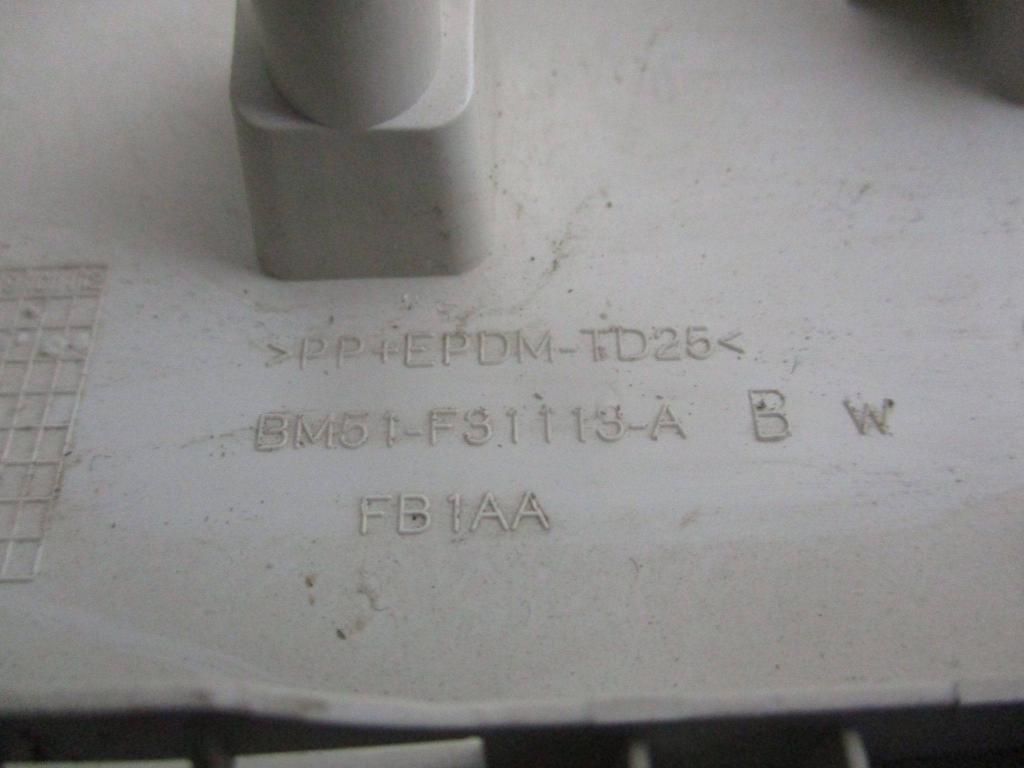 >PP+EPDM-TD25<
BM51-F31113-A B W
FB1AA